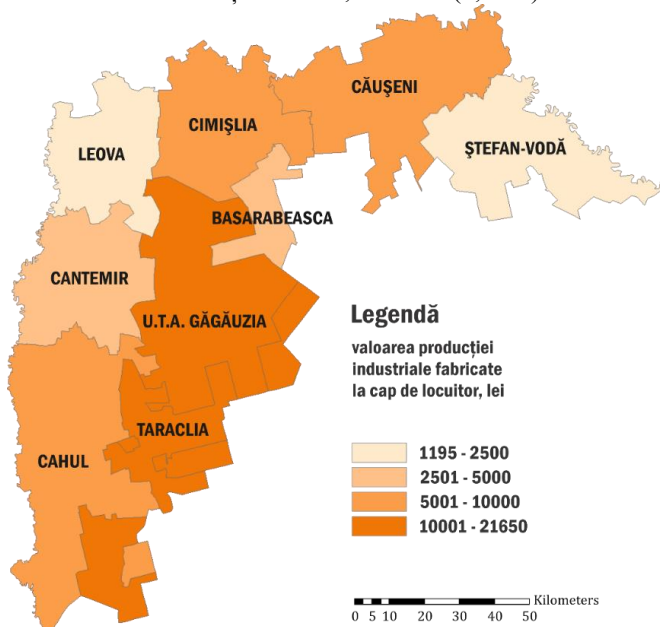 CĂUŞENI
CIMIŞLIA
LEOVA
ŞTEFAN-VODĂ
BASARABEASCA
CANTEMIR
U.T.A. GĂGĂUZIA
TARACLIA
CAHUL
Legendă
valoarea producției
industriale fabricate
la cap de locuitor, lei
1195 - 2500
2501 - 5000
5001 - 10000
10001 - 21650
Kilometers
0 5 10 20 30 40 50